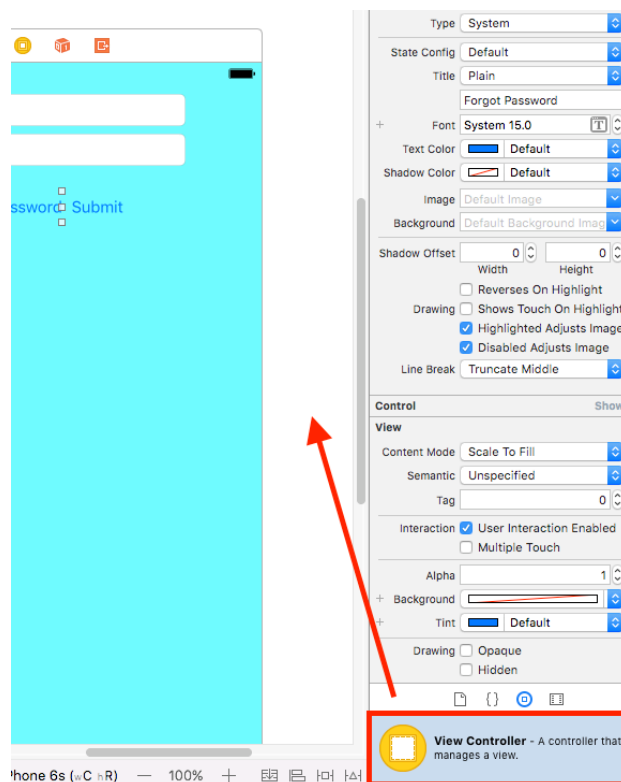 Type System
State Config Default
Title Plain
Forgot Password
+ Font System 15.0 T
Text Color Default
Shadow Color Default
Image Default Image
Background Default Background Imag
Shadow Offset 0 0
Width Height
Reverses On Highlight
Drawing Shows Touch On Highlight
Highlighted Adjusts Image
Disabled Adjusts Image
Line Break Truncate Middle
Control Show
View
Content Mode Scale To Fill
Semantic Unspecified
Tag 0
Interaction User Interaction Enabled
Multiple Touch
Alpha 1
+ Background
+ Tint Default
Drawing Opaque
Hidden
{}
View Controller - A controller that
manages a view.
ssword Submit
Phone 6s (wC hR) — 100% +